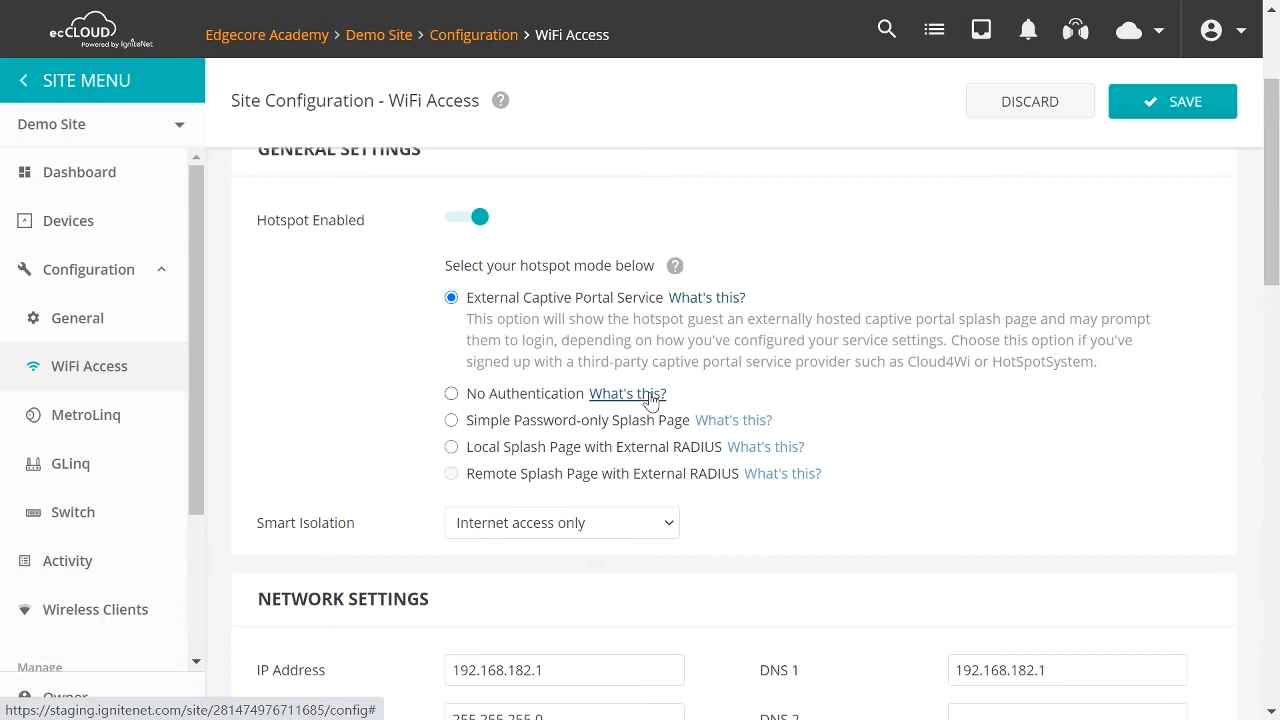 ecCLOUD
Powered by IgniteNet
Edgecore Academy > Demo Site > Configuration > WiFi Access
SITE MENU
Site Configuration - WiFi Access ?
DISCARD
SAVE
Demo Site
Dashboard
Devices
Configuration
General
WiFi Access
MetroLinq
GLinq
Switch
Activity
Wireless Clients
Manage
Owner
GENERAL SETTINGS
Hotspot Enabled
Select your hotspot mode below ?
External Captive Portal Service What's this?
This option will show the hotspot guest an externally hosted captive portal splash page and may prompt
them to login, depending on how you've configured your service settings. Choose this option if you've
signed up with a third-party captive portal service provider such as Cloud4Wi or HotSpotSystem.
No Authentication What's this?
Simple Password-only Splash Page What's this?
Local Splash Page with External RADIUS What's this?
Remote Splash Page with External RADIUS What's this?
Smart Isolation Internet access only
NETWORK SETTINGS
IP Address 192.168.182.1 DNS 1 192.168.182.1
255.255.255.0 DNS 2
https://staging.ignitenet.com/site/281474976711685/config#